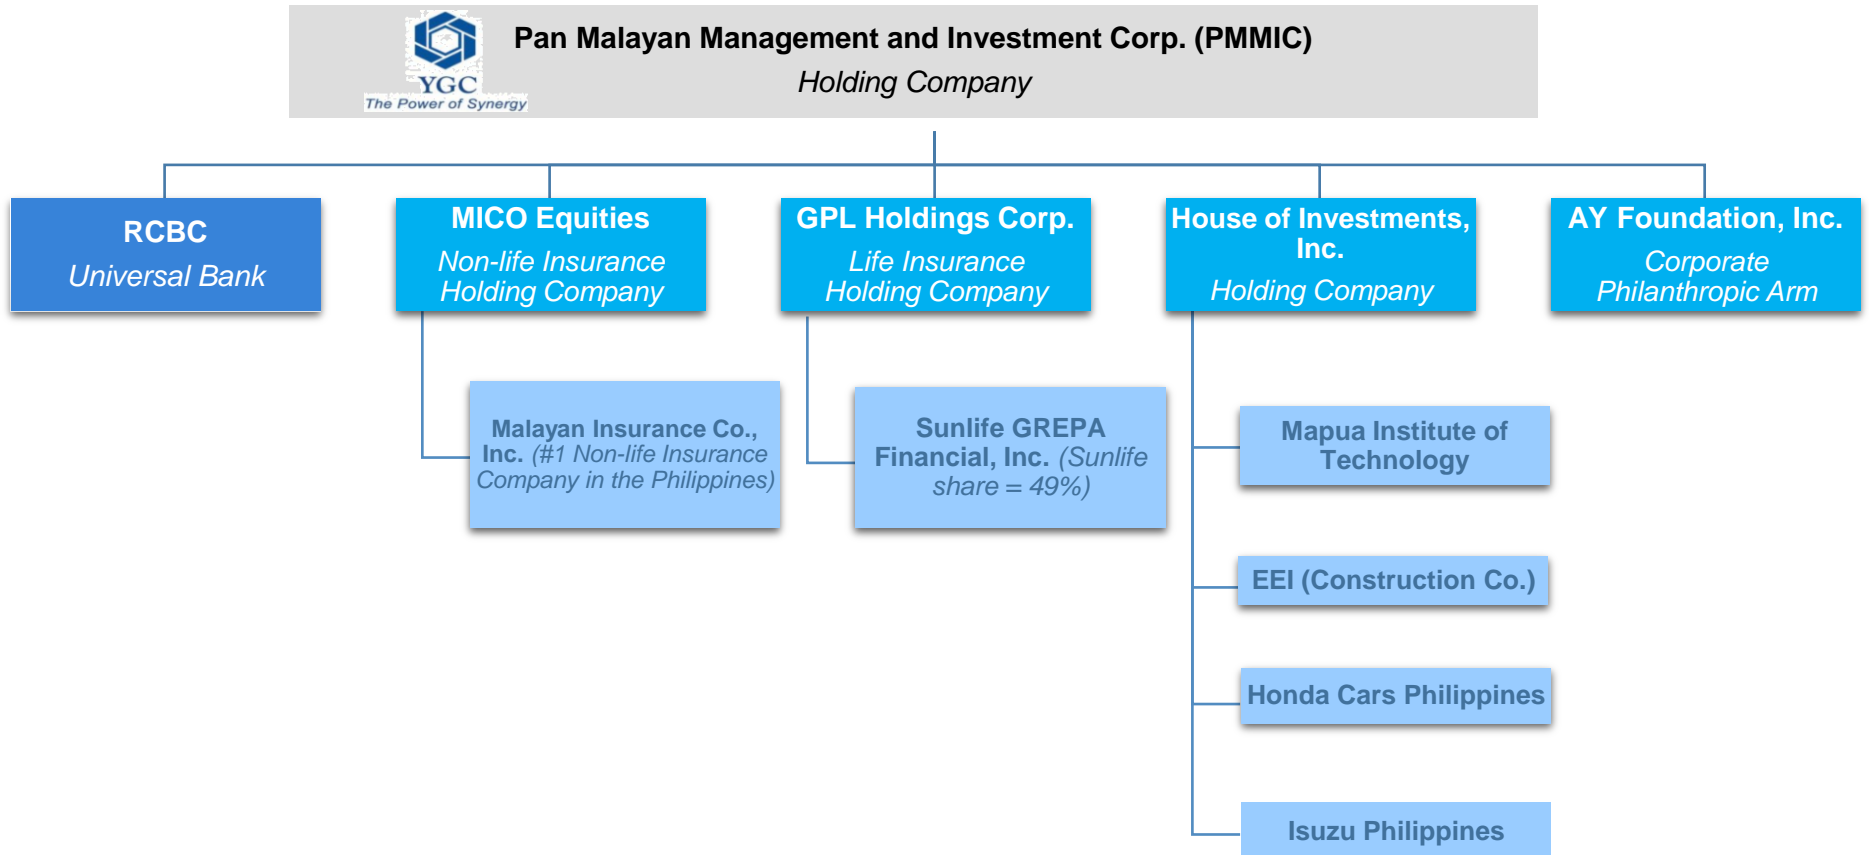 Pan Malayan Management and Investment Corp. (PMMIC)
Holding Company
YGC
The Power of Synergy
RCBC
Universal Bank
MICO Equities
Non-life Insurance
Holding Company
GPL Holdings Corp.
Life Insurance
Holding Company
House of Investments,
Inc.
Holding Company
AY Foundation, Inc.
Corporate
Philanthropic Arm
Malayan Insurance Co.,
Inc. (#1 Non-life Insurance
Company in the Philippines)
Sunlife GREPA
Financial, Inc. (Sunlife
share = 49%)
Mapua Institute of
Technology
EEI (Construction Co.)
Honda Cars Philippines
Isuzu Philippines